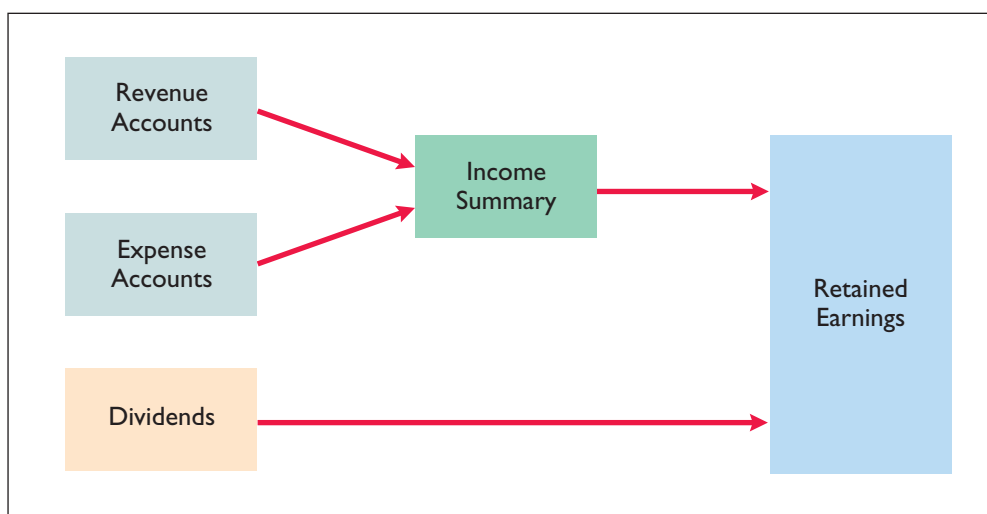 Revenue
Accounts
Income
Summary
Expense
Accounts
Retained
Earnings
Dividends